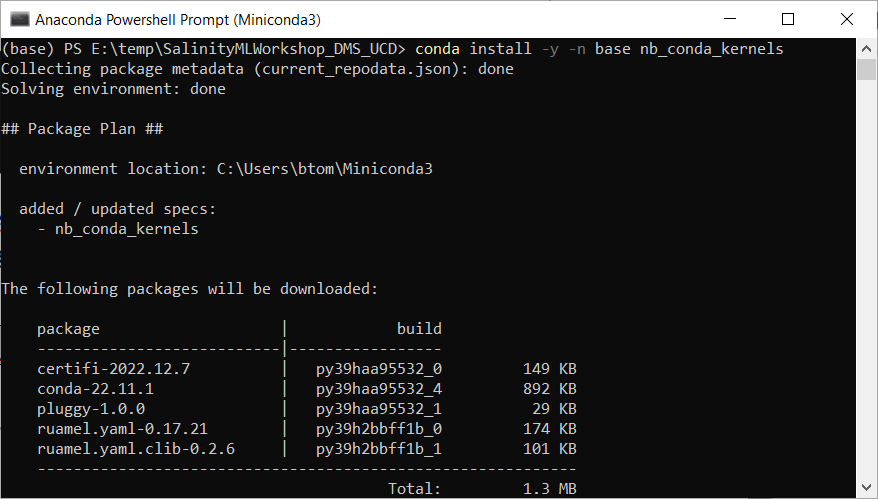 Anaconda Powershell Prompt (Miniconda3)
(base) PS E:\temp\SalinityMLWorkshop_DMS_UCD> conda install -y -n base nb_conda_kernels
Collecting package metadata (current_repodata.json): done
Solving environment: done
## Package Plan ##
environment location: C:\Users\btom\Miniconda3
added / updated specs:
- nb_conda_kernels
The following packages will be downloaded:
package | build
---------------------------|-----------------
certifi-2022.12.7 | py39haa95532_0 149 KB
conda-22.11.1 | py39haa95532_4 892 KB
pluggy-1.0.0 | py39haa95532_1 29 KB
ruamel.yaml-0.17.21 | py39h2bbff1b_0 174 KB
ruamel.yaml.clib-0.2.6 | py39h2bbff1b_1 101 KB
------------------------------------------------------------
Total: 1.3 MB